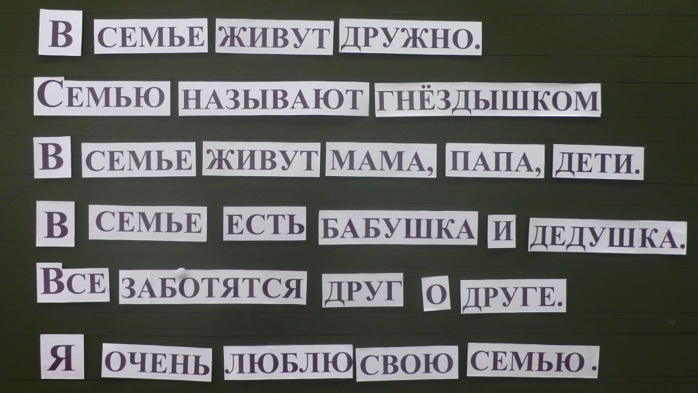 В СЕМЬЕ ЖИВУТ ДРУЖНО.
СЕМЬЮ НАЗЫВАЮТ ГНЁЗДЫШКОМ
В СЕМЬЕ ЖИВУТ МАМА, ПАПА, ДЕТИ.
В СЕМЬЕ ЕСТЬ БАБУШКА И ДЕДУШКА.
ВСЕ ЗАБОТЯТСЯ ДРУГ О ДРУГЕ.
Я ОЧЕНЬ ЛЮБЛЮ СВОЮ СЕМЬЮ.